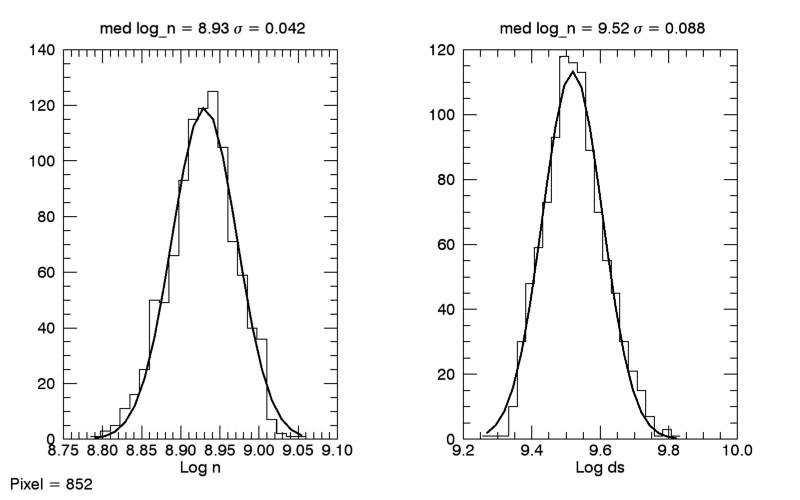 med log_n = 8.93 σ = 0.042
med log_n = 9.52 σ = 0.088
140
120
100
80
60
40
20
0
8.75 8.80 8.85 8.90 8.95 9.00 9.05 9.10
Log n
120
100
80
60
40
20
0
9.2 9.4 9.6 9.8 10.0
Log ds
Pixel = 852